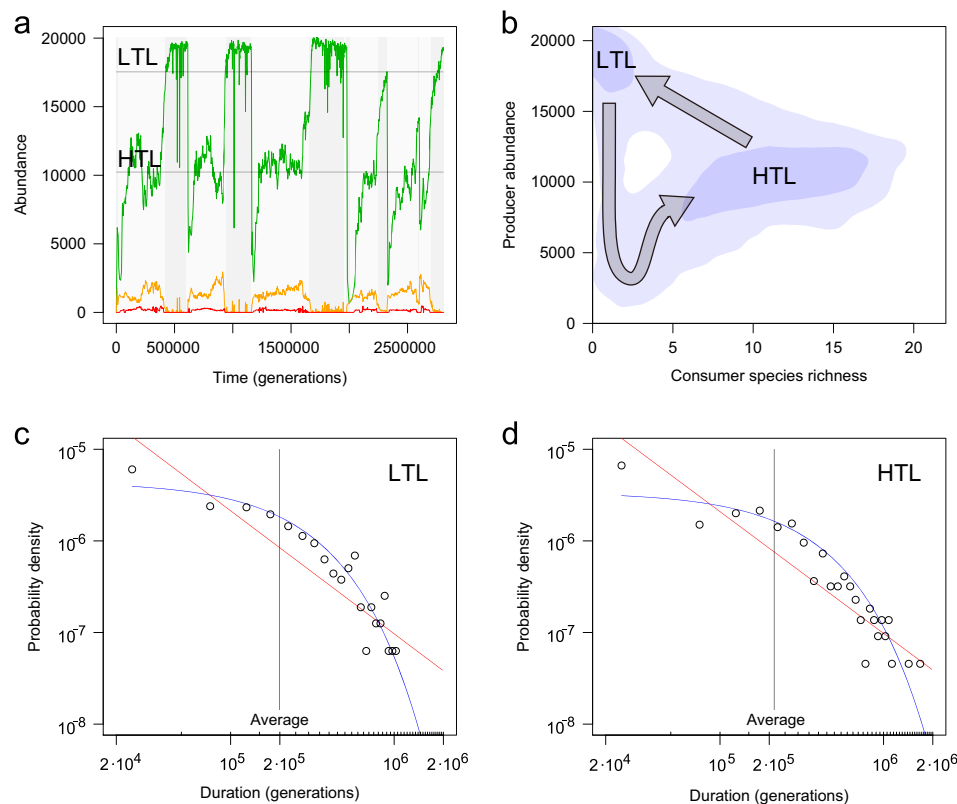 a
Abundance
20000
15000
10000
5000
0
LTL
HTL
0
500000
1500000
2500000
Time (generations)
b
Producer abundance
20000
15000
10000
5000
0
LTL
HTL
0
5
10
15
20
Consumer species richness
c
Probability density
10⁻⁵
10⁻⁶
10⁻⁷
10⁻⁸
LTL
Average
2·10⁴
10⁵
2·10⁵
10⁶
2·10⁶
Duration (generations)
d
Probability density
10⁻⁵
10⁻⁶
10⁻⁷
10⁻⁸
HTL
Average
2·10⁴
10⁵
2·10⁵
10⁶
2·10⁶
Duration (generations)